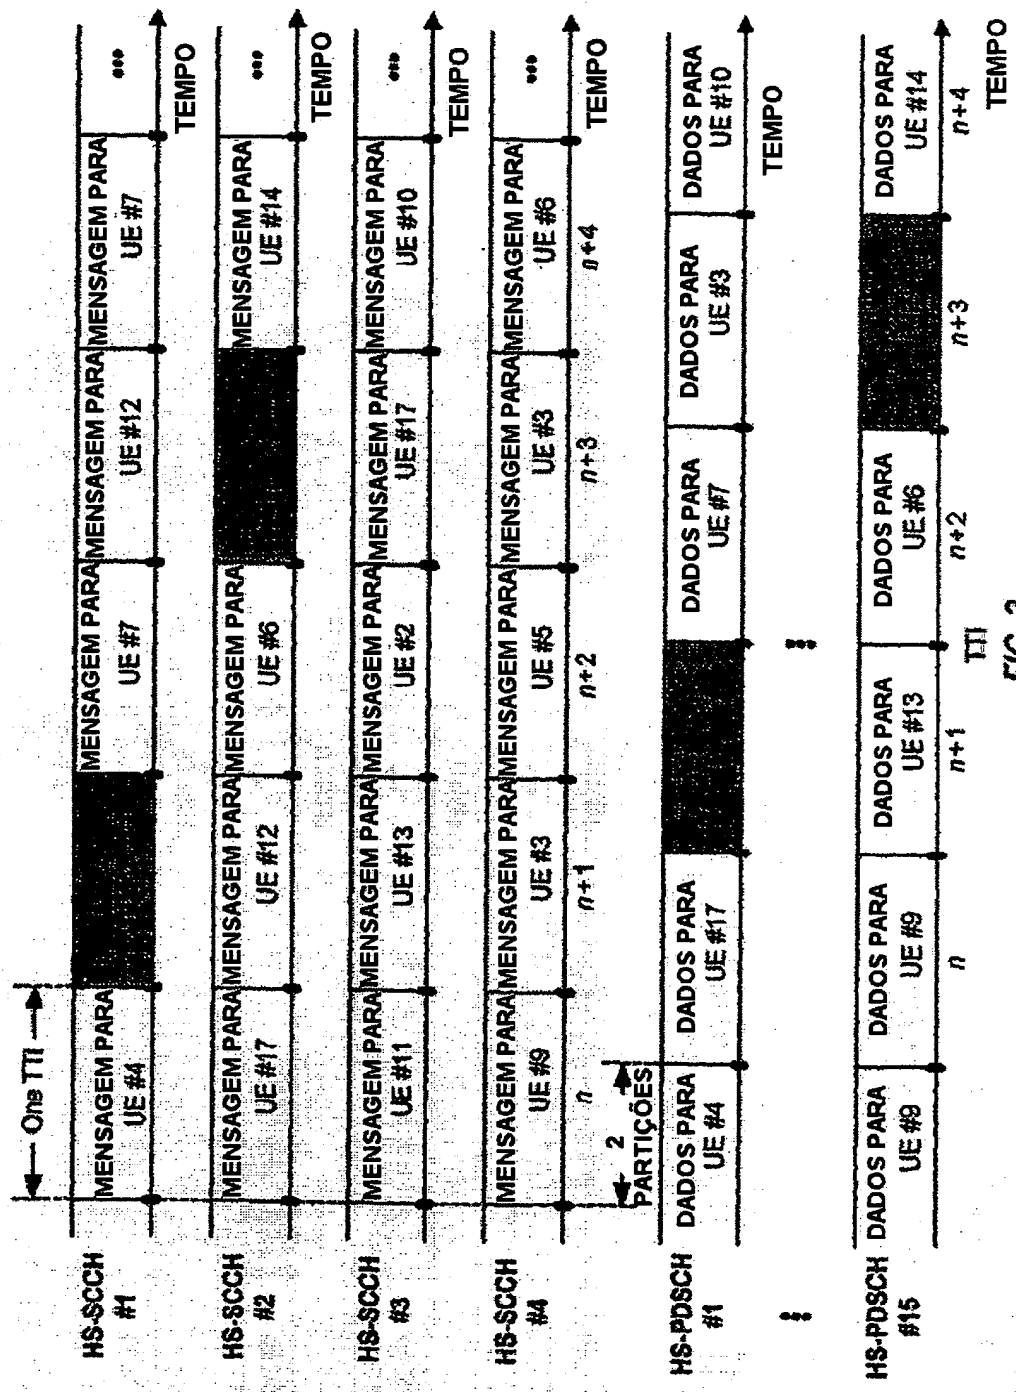 One TTI
HS-SCCH
#1
MENSAGEM PARA
UE #4
MENSAGEM PARA
UE #7
MENSAGEM PARA
UE #12
MENSAGEM PARA
UE #7
•••
TEMPO
HS-SCCH
#2
MENSAGEM PARA
UE #17
MENSAGEM PARA
UE #12
MENSAGEM PARA
UE #6
MENSAGEM PARA
UE #14
•••
TEMPO
HS-SCCH
#3
MENSAGEM PARA
UE #11
MENSAGEM PARA
UE #13
MENSAGEM PARA
UE #2
MENSAGEM PARA
UE #17
MENSAGEM PARA
UE #10
•••
TEMPO
HS-SCCH
#4
MENSAGEM PARA
UE #9
MENSAGEM PARA
UE #3
MENSAGEM PARA
UE #5
MENSAGEM PARA
UE #3
MENSAGEM PARA
UE #6
•••
TEMPO
n
n+1
n+2
n+3
n+4
2
PARTIÇÕES
HS-PDSCH
#1
DADOS PARA
UE #4
DADOS PARA
UE #17
DADOS PARA
UE #7
DADOS PARA
UE #3
DADOS PARA
UE #10
TEMPO
•••
•••
HS-PDSCH
#15
DADOS PARA
UE #9
DADOS PARA
UE #9
DADOS PARA
UE #13
DADOS PARA
UE #6
DADOS PARA
UE #14
n
n+1
n+2
n+3
n+4
TEMPO
TTI
FIG.